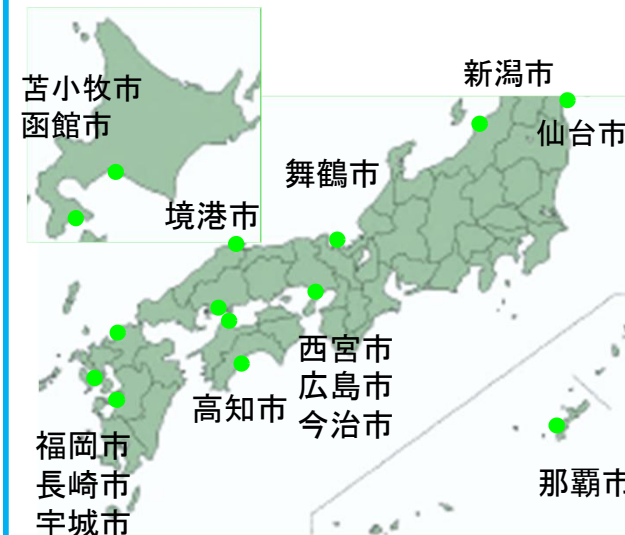 苫小牧市
函館市
新潟市
仙台市
舞鶴市
境港市
西宮市
広島市
今治市
高知市
福岡市
長崎市
宇城市
那覇市